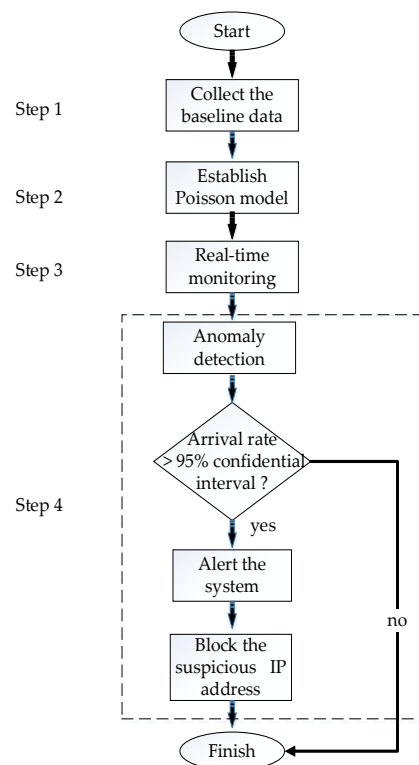 Start
Step 1
Collect the
baseline data
Step 2
Establish
Poisson model
Step 3
Real-time
monitoring
Anomaly
detection
Arrival rate
> 95% confidential
interval ?
Step 4
yes
Alert the
system
no
Block the
suspicious IP
address
Finish